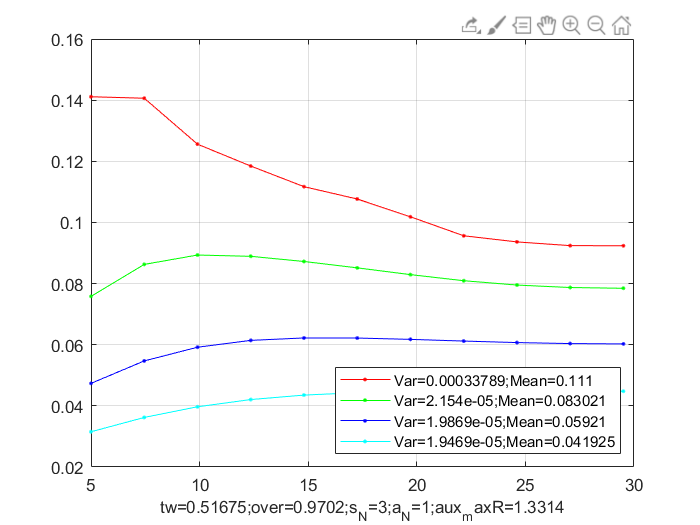 0.16
0.14
0.12
0.1
0.08
0.06
0.04
0.02
Var=0.00033789;Mean=0.111
Var=2.154e-05;Mean=0.083021
Var=1.9869e-05;Mean=0.05921
Var=1.9469e-05;Mean=0.041925
5 10 15 20 25 30
tw=0.51675;over=0.9702;s_N=3;a_N=1;aux_maxR=1.3314